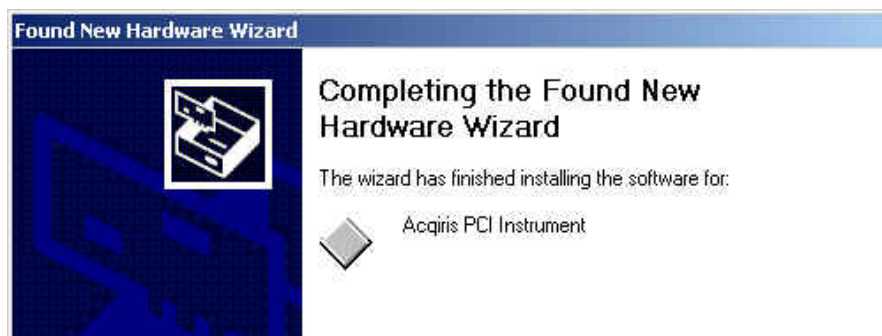 Found New Hardware Wizard
Completing the Found New
Hardware Wizard
The wizard has finished installing the software for:
Acqiris PCI Instrument